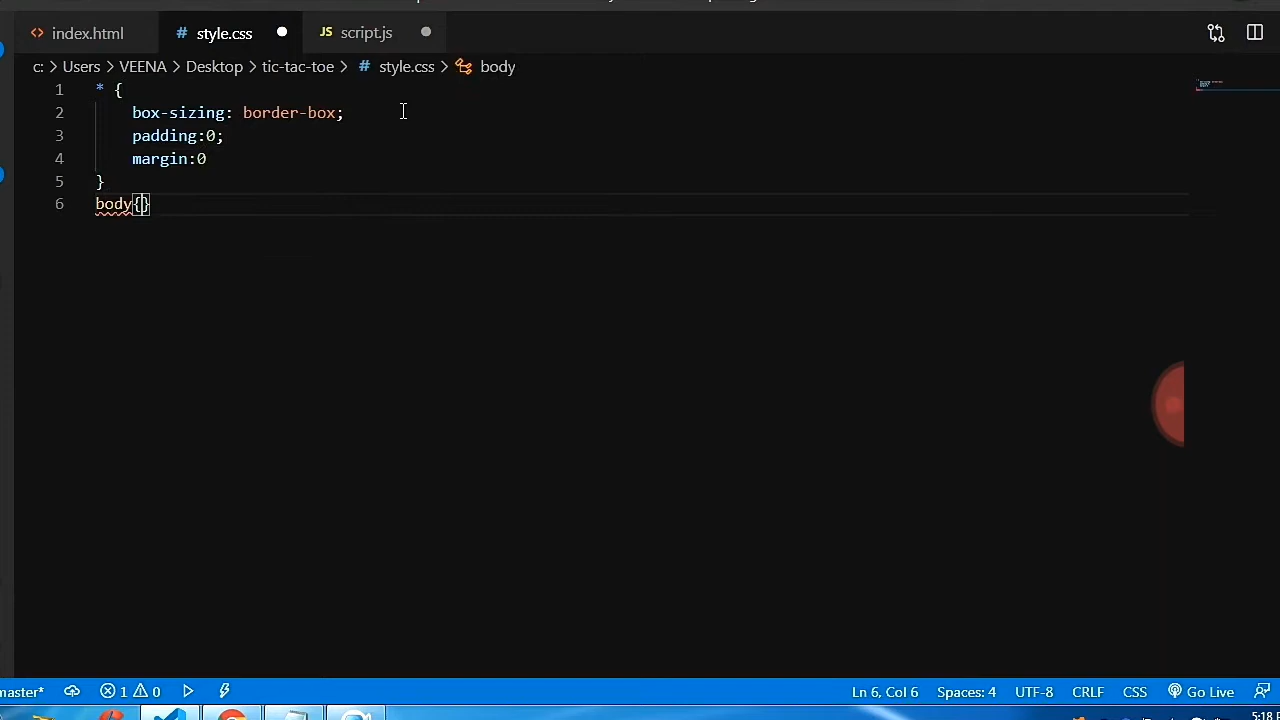 index.html
style.css
JS script.js
c: > Users > VEENA > Desktop > tic-tac-toe > # style.css > body
1 * {
2 box-sizing: border-box;
3 padding:0;
4 margin:0
5 }
6 body{}
master* 1 0 Ln 6, Col 6 Spaces: 4 UTF-8 CRLF CSS Go Live